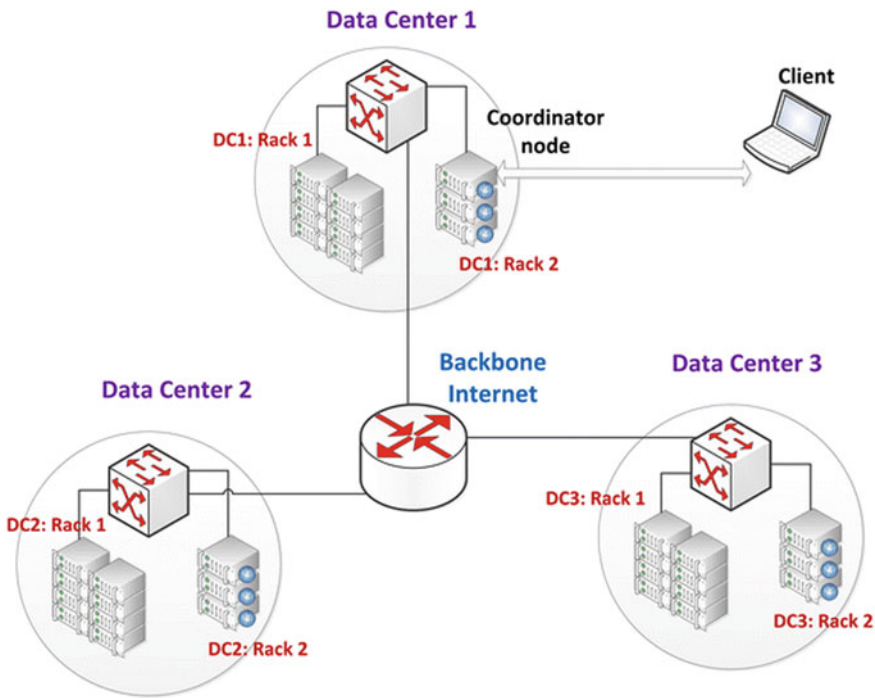 Data Center 1
Client
Coordinator
node
DC1: Rack 1
DC1: Rack 2
Backbone
Internet
Data Center 2
Data Center 3
DC2: Rack 1
DC2: Rack 2
DC3: Rack 1
DC3: Rack 2